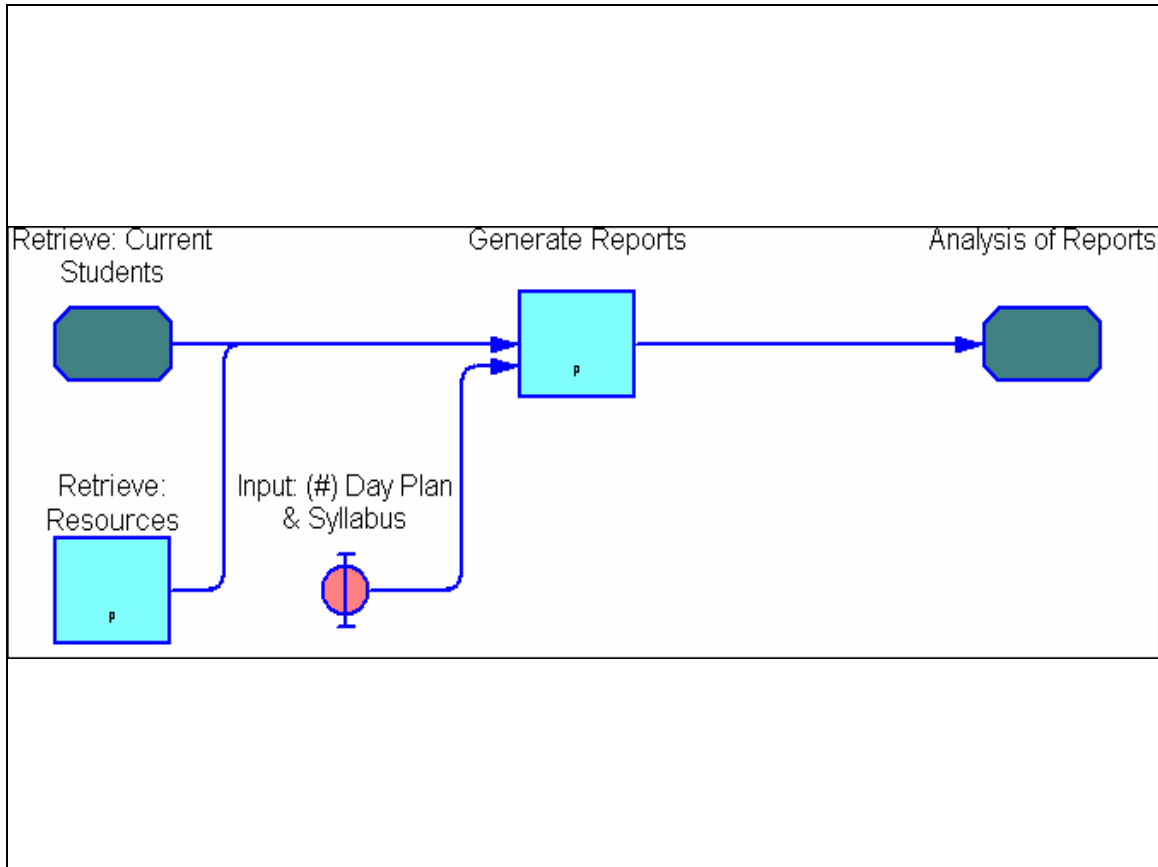 Retrieve: Current
Students
Generate Reports
Analysis of Reports
P
Retrieve:
Resources
Input: (#) Day Plan
& Syllabus
P